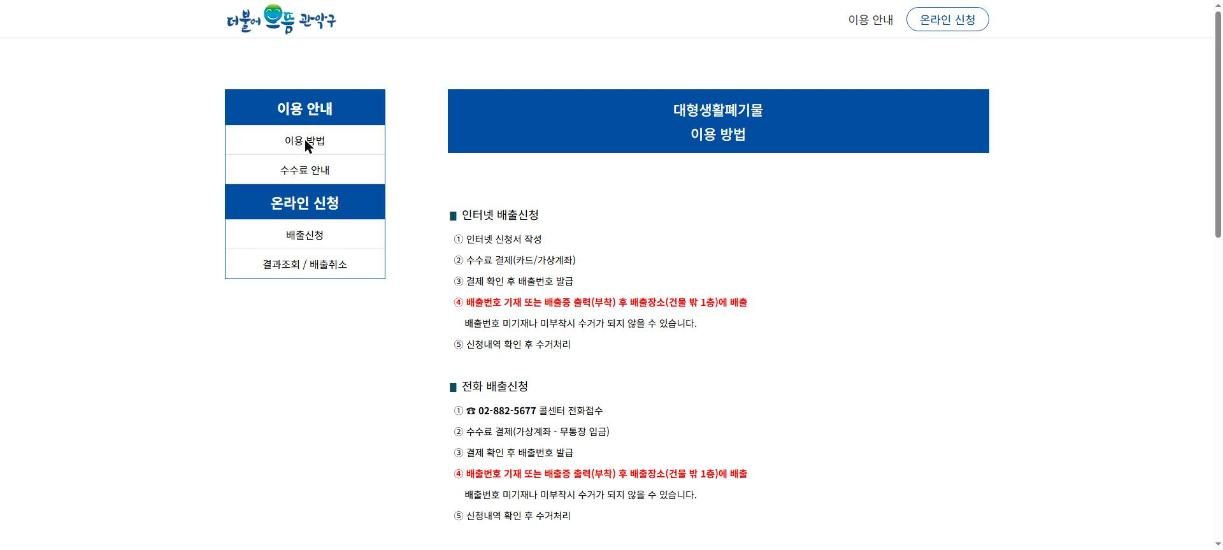 더불어 으뜸 관악구
이용 안내
온라인 신청
이용 안내
이용 방법
수수료 안내
온라인 신청
배출신청
결과조회 / 배출취소
대형생활폐기물
이용 방법
인터넷 배출신청
① 인터넷 신청서 작성
② 수수료 결제(카드/가상계좌)
③ 결제 확인 후 배출번호 발급
④ 배출번호 기재 또는 배출증 출력(부착) 후 배출장소(건물 밖 1층)에 배출
배출번호 미기재나 미부착시 수거가 되지 않을 수 있습니다.
⑤ 신청내역 확인 후 수거처리
전화 배출신청
① ☎ 02-882-5677 콜센터 전화접수
② 수수료 결제(가상계좌 - 무통장 입금)
③ 결제 확인 후 배출번호 발급
④ 배출번호 기재 또는 배출증 출력(부착) 후 배출장소(건물 밖 1층)에 배출
배출번호 미기재나 미부착시 수거가 되지 않을 수 있습니다.
⑤ 신청내역 확인 후 수거처리